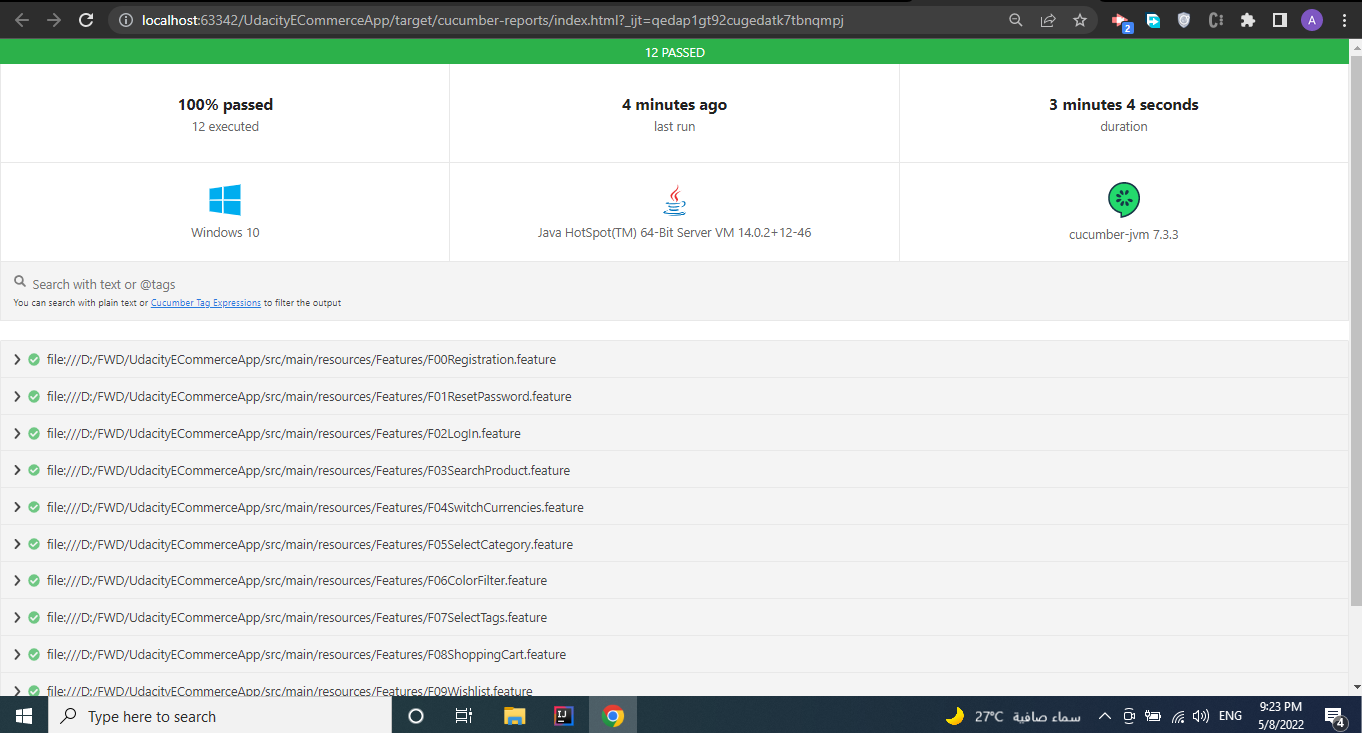 localhost:63342/UdacityECommerceApp/target/cucumber-reports/index.html?_ijt=qedap1gt92cugedatk7tbnqmpj
2
A
12 PASSED
100% passed
12 executed
4 minutes ago
last run
3 minutes 4 seconds
duration
Windows 10
Java HotSpot(TM) 64-Bit Server VM 14.0.2+12-46
cucumber-jvm 7.3.3
Search with text or @tags
You can search with plain text or Cucumber Tag Expressions to filter the output
file:///D:/FWD/UdacityECommerceApp/src/main/resources/Features/F00Registration.feature
file:///D:/FWD/UdacityECommerceApp/src/main/resources/Features/F01ResetPassword.feature
file:///D:/FWD/UdacityECommerceApp/src/main/resources/Features/F02LogIn.feature
file:///D:/FWD/UdacityECommerceApp/src/main/resources/Features/F03SearchProduct.feature
file:///D:/FWD/UdacityECommerceApp/src/main/resources/Features/F04SwitchCurrencies.feature
file:///D:/FWD/UdacityECommerceApp/src/main/resources/Features/F05SelectCategory.feature
file:///D:/FWD/UdacityECommerceApp/src/main/resources/Features/F06ColorFilter.feature
file:///D:/FWD/UdacityECommerceApp/src/main/resources/Features/F07SelectTags.feature
file:///D:/FWD/UdacityECommerceApp/src/main/resources/Features/F08ShoppingCart.feature
file:///D:/FWD/UdacityECommerceApp/src/main/resources/Features/F09Wishlist.feature
Type here to search
IJ
27°C سماء صافية
ENG
9:23 PM
5/8/2022
4